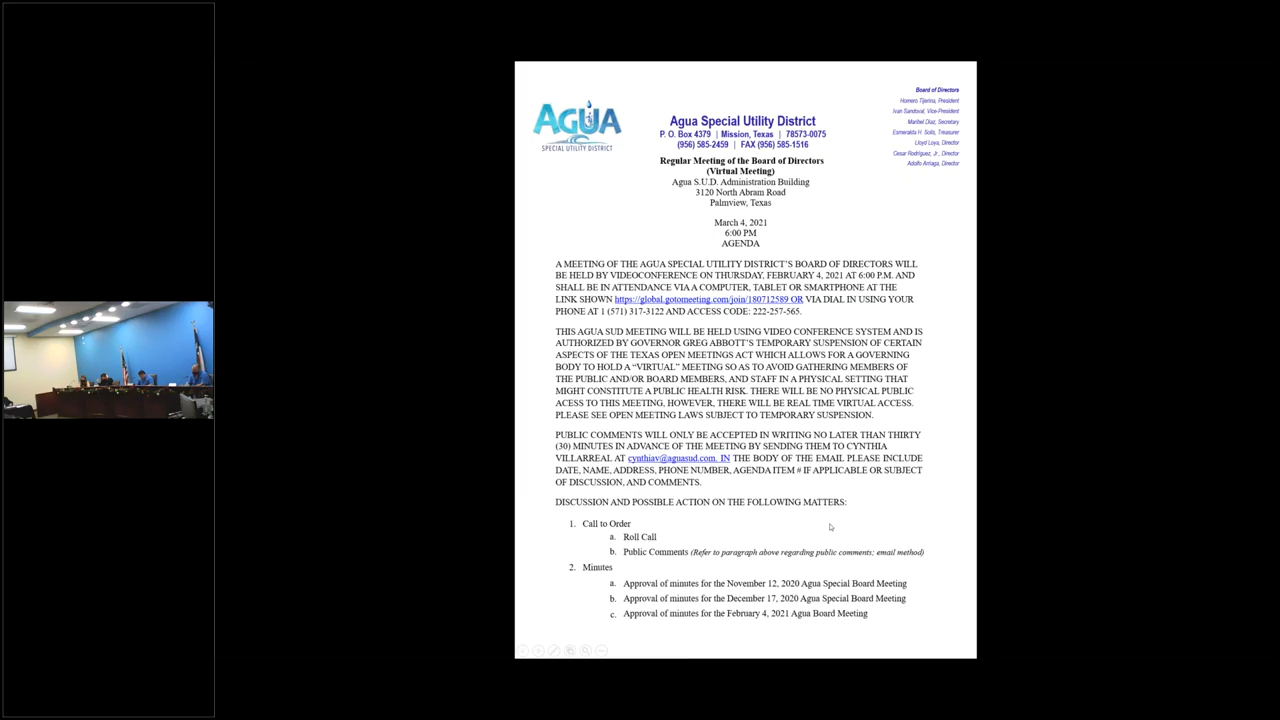 AGUA
SPECIAL UTILITY DISTRICT
Agua Special Utility District
P. O. Box 4379 | Mission, Texas | 78573-0075
(956) 585-2459 | FAX (956) 585-1516
Board of Directors
Homero Tijerina, President
Ivan Sandoval, Vice-President
Maribel Diaz, Secretary
Esmeralda H. Solis, Treasurer
Lloyd Loya, Director
Cesar Rodriguez, Jr., Director
Adolfo Arriaga, Director
Regular Meeting of the Board of Directors
(Virtual Meeting)
Agua S.U.D. Administration Building
3120 North Abram Road
Palmview, Texas
March 4, 2021
6:00 PM
AGENDA
A MEETING OF THE AGUA SPECIAL UTILITY DISTRICT'S BOARD OF DIRECTORS WILL
BE HELD BY VIDEOCONFERENCE ON THURSDAY, FEBRUARY 4, 2021 AT 6:00 P.M. AND
SHALL BE IN ATTENDANCE VIA A COMPUTER, TABLET OR SMARTPHONE AT THE
LINK SHOWN https://global.gotomeeting.com/join/180712589 OR VIA DIAL IN USING YOUR
PHONE AT 1 (571) 317-3122 AND ACCESS CODE: 222-257-565.
THIS AGUA SUD MEETING WILL BE HELD USING VIDEO CONFERENCE SYSTEM AND IS
AUTHORIZED BY GOVERNOR GREG ABBOTT'S TEMPORARY SUSPENSION OF CERTAIN
ASPECTS OF THE TEXAS OPEN MEETINGS ACT WHICH ALLOWS FOR A GOVERNING
BODY TO HOLD A "VIRTUAL" MEETING SO AS TO AVOID GATHERING MEMBERS OF
THE PUBLIC AND/OR BOARD MEMBERS, AND STAFF IN A PHYSICAL SETTING THAT
MIGHT CONSTITUTE A PUBLIC HEALTH RISK. THERE WILL BE NO PHYSICAL PUBLIC
ACESS TO THIS MEETING, HOWEVER, THERE WILL BE REAL TIME VIRTUAL ACCESS.
PLEASE SEE OPEN MEETING LAWS SUBJECT TO TEMPORARY SUSPENSION.
PUBLIC COMMENTS WILL ONLY BE ACCEPTED IN WRITING NO LATER THAN THIRTY
(30) MINUTES IN ADVANCE OF THE MEETING BY SENDING THEM TO CYNTHIA
VILLARREAL AT cynthiav@aguasud.com. IN THE BODY OF THE EMAIL PLEASE INCLUDE
DATE, NAME, ADDRESS, PHONE NUMBER, AGENDA ITEM # IF APPLICABLE OR SUBJECT
OF DISCUSSION, AND COMMENTS.
DISCUSSION AND POSSIBLE ACTION ON THE FOLLOWING MATTERS:
1. Call to Order
a. Roll Call
b. Public Comments (Refer to paragraph above regarding public comments; email method)
2. Minutes
a. Approval of minutes for the November 12, 2020 Agua Special Board Meeting
b. Approval of minutes for the December 17, 2020 Agua Special Board Meeting
c. Approval of minutes for the February 4, 2021 Agua Board Meeting